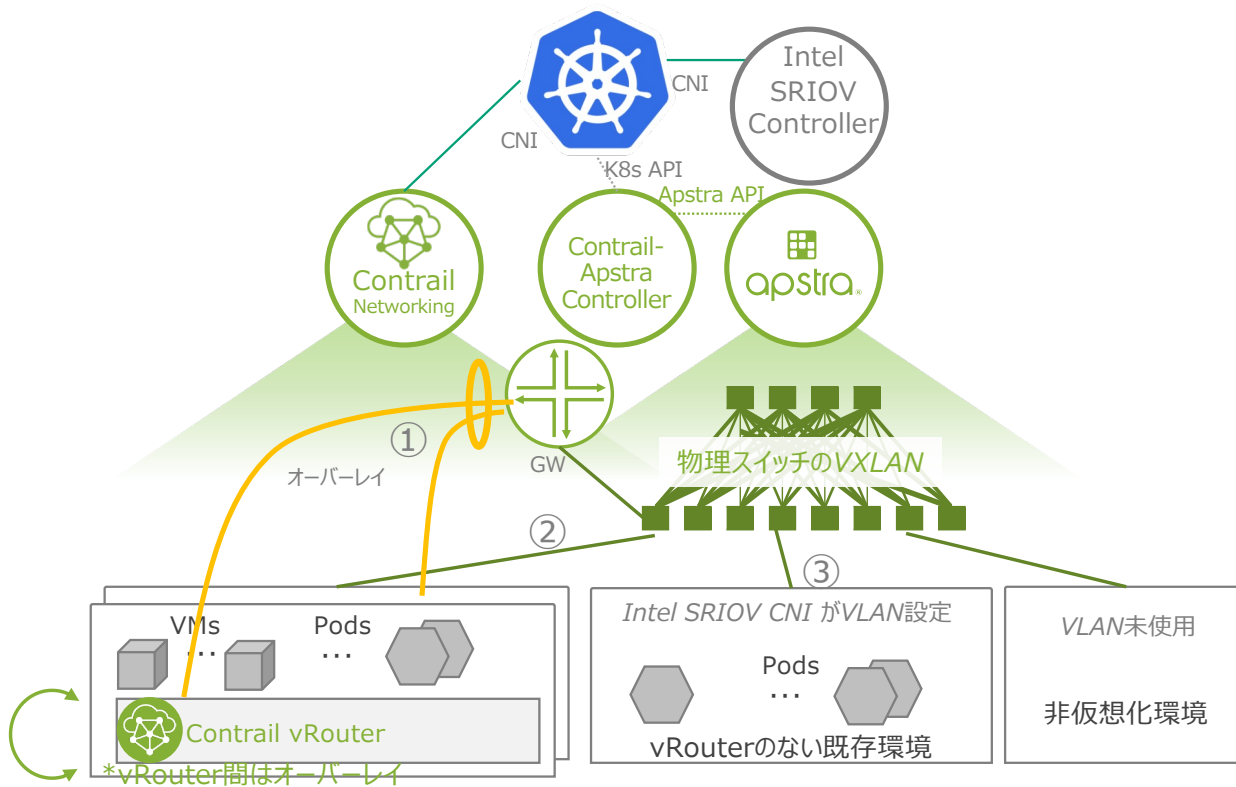 Intel
SRIOV
Controller
CNI
CNI
K8s API
Apstra API
Contrail
Networking
Contrail-
Apstra
Controller
apstra®
①
オーバーレイ
GW
物理スイッチのVXLAN
②
③
VMs
...
Pods
...
Contrail vRouter
*vRouter間はオーバーレイ
Intel SRIOV CNI がVLAN設定
Pods
...
vRouterのない既存環境
VLAN未使用
非仮想化環境